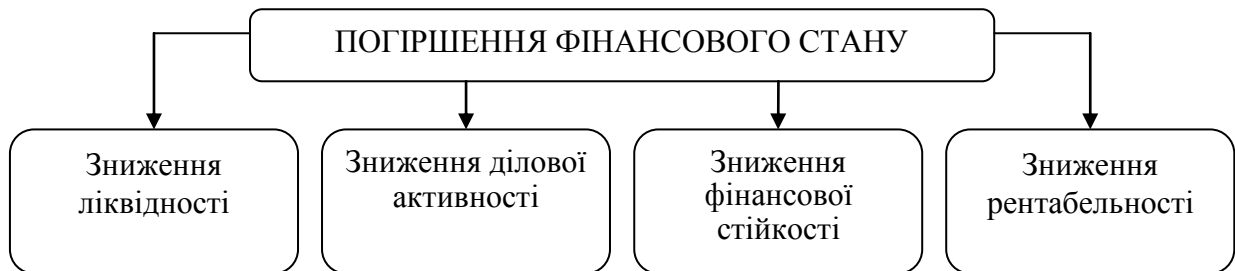 ПОГІРШЕННЯ ФІНАНСОВОГО СТАНУ
Зниження
ліквідності
Зниження ділової
активності
Зниження
фінансової
стійкості
Зниження
рентабельності